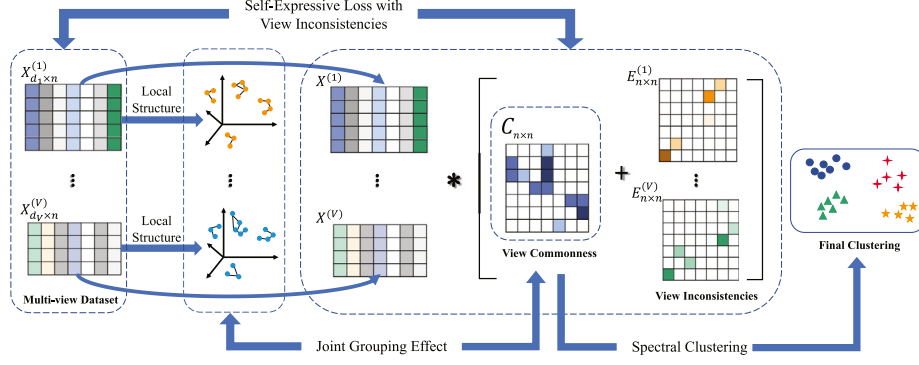 Self-Expressive Loss with
View Inconsistencies
X^{(1)}_{d_1×n}
Local
Structure
X^{(1)}
C_{n×n}
E^{(1)}_{n×n}
*
+
X^{(V)}_{d_V×n}
Local
Structure
X^{(V)}
E^{(V)}_{n×n}
View Commonness
Final Clustering
Multi-view Dataset
View Inconsistencies
Joint Grouping Effect
Spectral Clustering